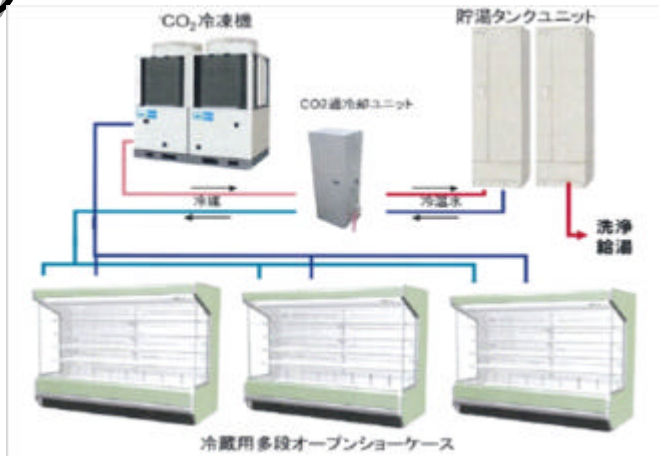 CO₂冷凍機
貯湯タンクユニット
CO2過冷却ユニット
冷媒
冷温水
洗浄
給湯
冷蔵用多段オープンショーケース